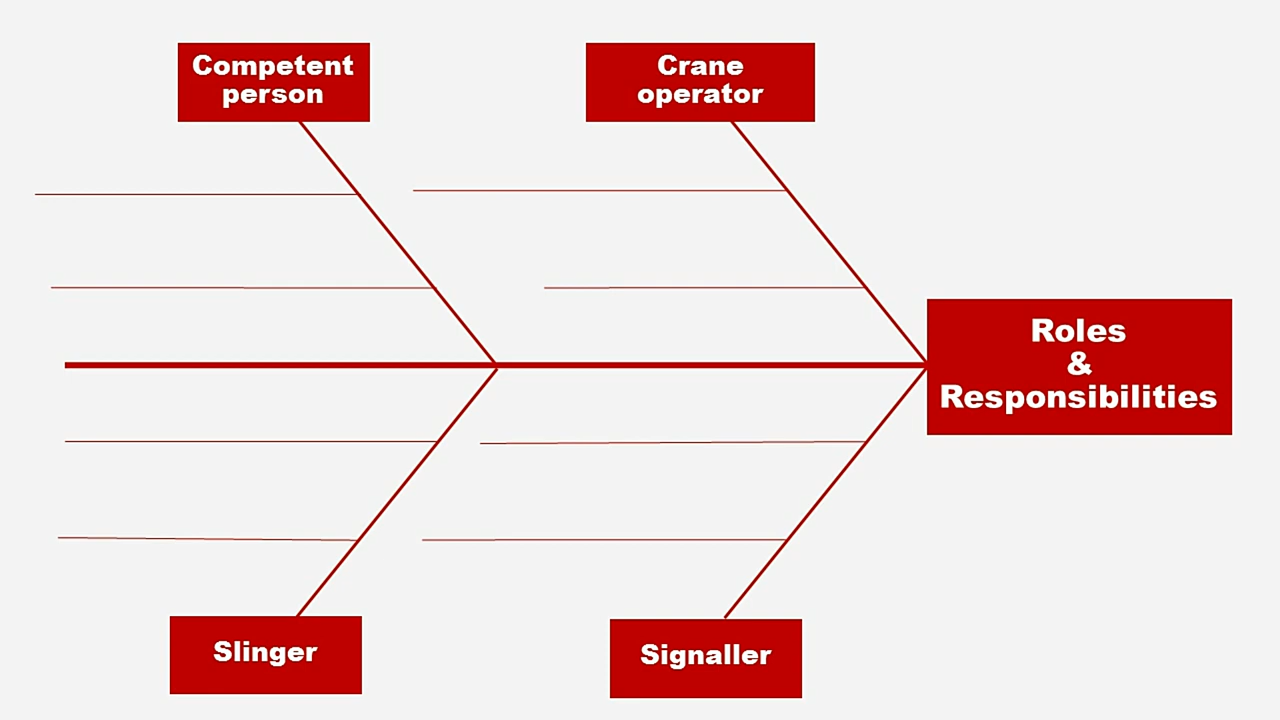 Competent
person
Crane
operator
Roles
&
Responsibilities
Slinger
Signaller